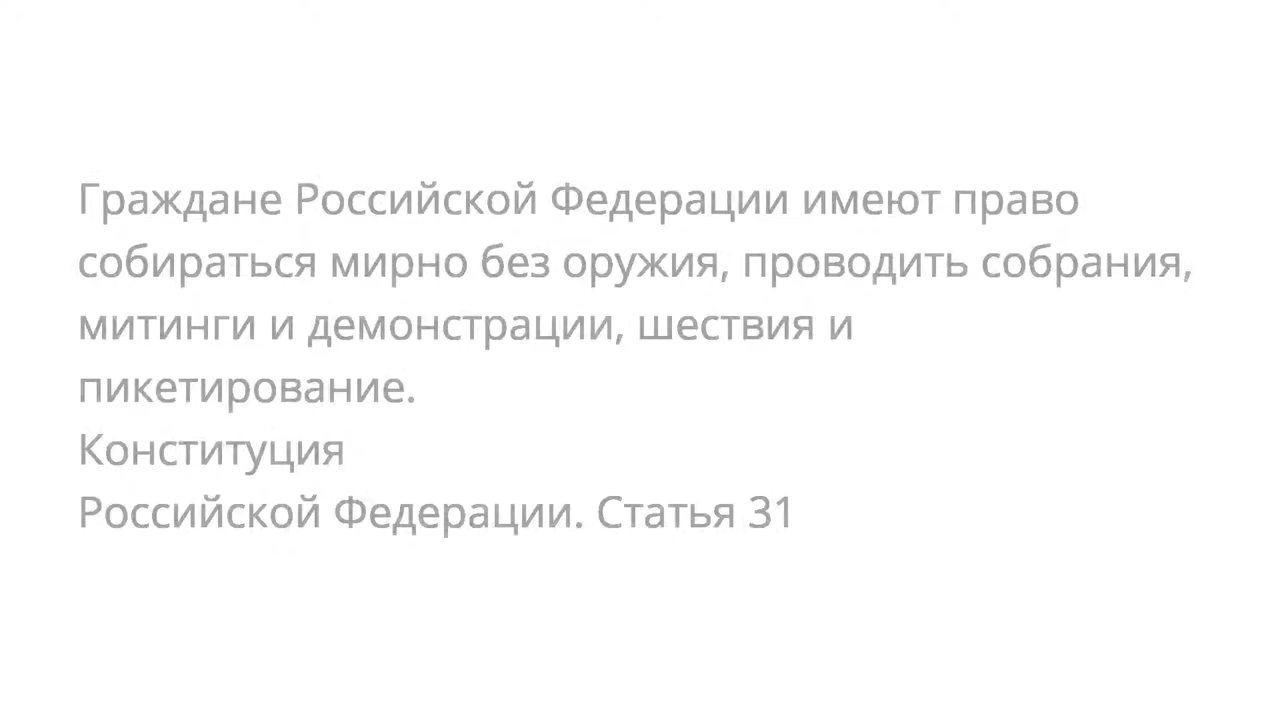 Граждане Российской Федерации имеют право
собираться мирно без оружия, проводить собрания,
митинги и демонстрации, шествия и
пикетирование.
Конституция
Российской Федерации. Статья 31